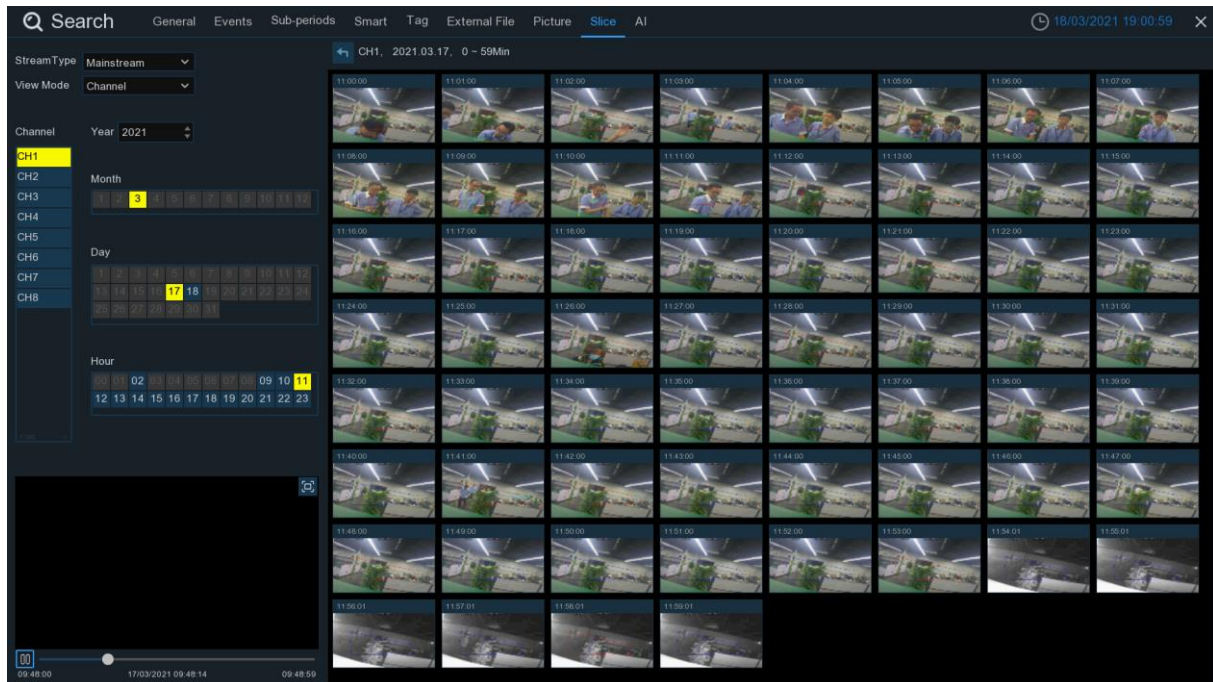 Search General Events Sub-periods Smart Tag External File Picture Slice AI 18/03/2021 19:00:59
StreamType Mainstream
View Mode Channel
CH1, 2021.03.17, 0 ~ 59Min
Channel Year 2021
CH1
CH2
CH3
CH4
CH5
CH6
CH7
CH8
Month
1 2 3 4 5 6 7 8 9 10 11 12
Day
1 2 3 4 5 6 7 8 9 10 11 12
13 14 15 16 17 18 19 20 21 22 23 24
25 26 27 28 29 30 31
Hour
00 01 02 03 04 05 06 07 08 09 10 11
12 13 14 15 16 17 18 19 20 21 22 23
09:48:00 17/03/2021 09:48:14 09:48:59
11:00:00 11:01:00 11:02:00 11:03:00 11:04:00 11:05:00 11:06:00 11:07:00
11:08:00 11:09:00 11:10:00 11:11:00 11:12:00 11:13:00 11:14:00 11:15:00
11:16:00 11:17:00 11:18:00 11:19:00 11:20:00 11:21:00 11:22:00 11:23:00
11:24:00 11:25:00 11:26:00 11:27:00 11:28:00 11:29:00 11:30:00 11:31:00
11:32:00 11:33:00 11:34:00 11:35:00 11:36:00 11:37:00 11:38:00 11:39:00
11:40:00 11:41:00 11:42:00 11:43:00 11:44:00 11:45:00 11:46:00 11:47:00
11:48:00 11:49:00 11:50:00 11:51:00 11:52:00 11:53:00 11:54:01 11:55:01
11:56:01 11:57:01 11:58:01 11:59:01